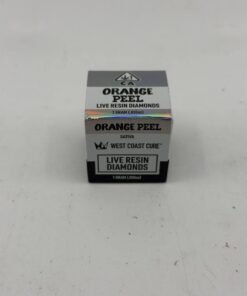 CA
ORANGE
PEEL
LIVE RESIN DIAMONDS
ORANGE PEEL
SATIVA
WEST COAST CURE
LIVE RESIN
DIAMONDS